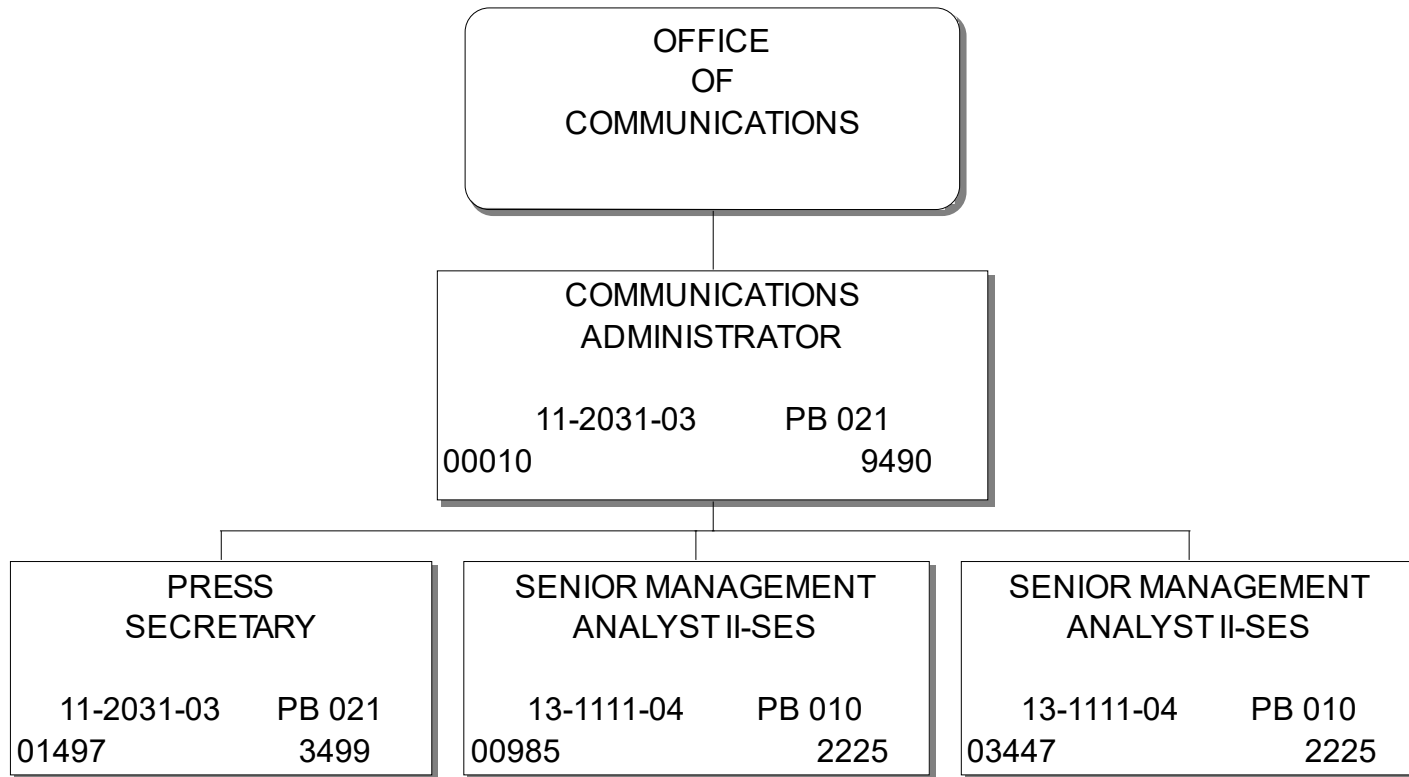 OFFICE
OF
COMMUNICATIONS
COMMUNICATIONS
ADMINISTRATOR
11-2031-03 PB 021
00010 9490
PRESS
SECRETARY
11-2031-03 PB 021
01497 3499
SENIOR MANAGEMENT
ANALYST II-SES
13-1111-04 PB 010
00985 2225
SENIOR MANAGEMENT
ANALYST II-SES
13-1111-04 PB 010
03447 2225